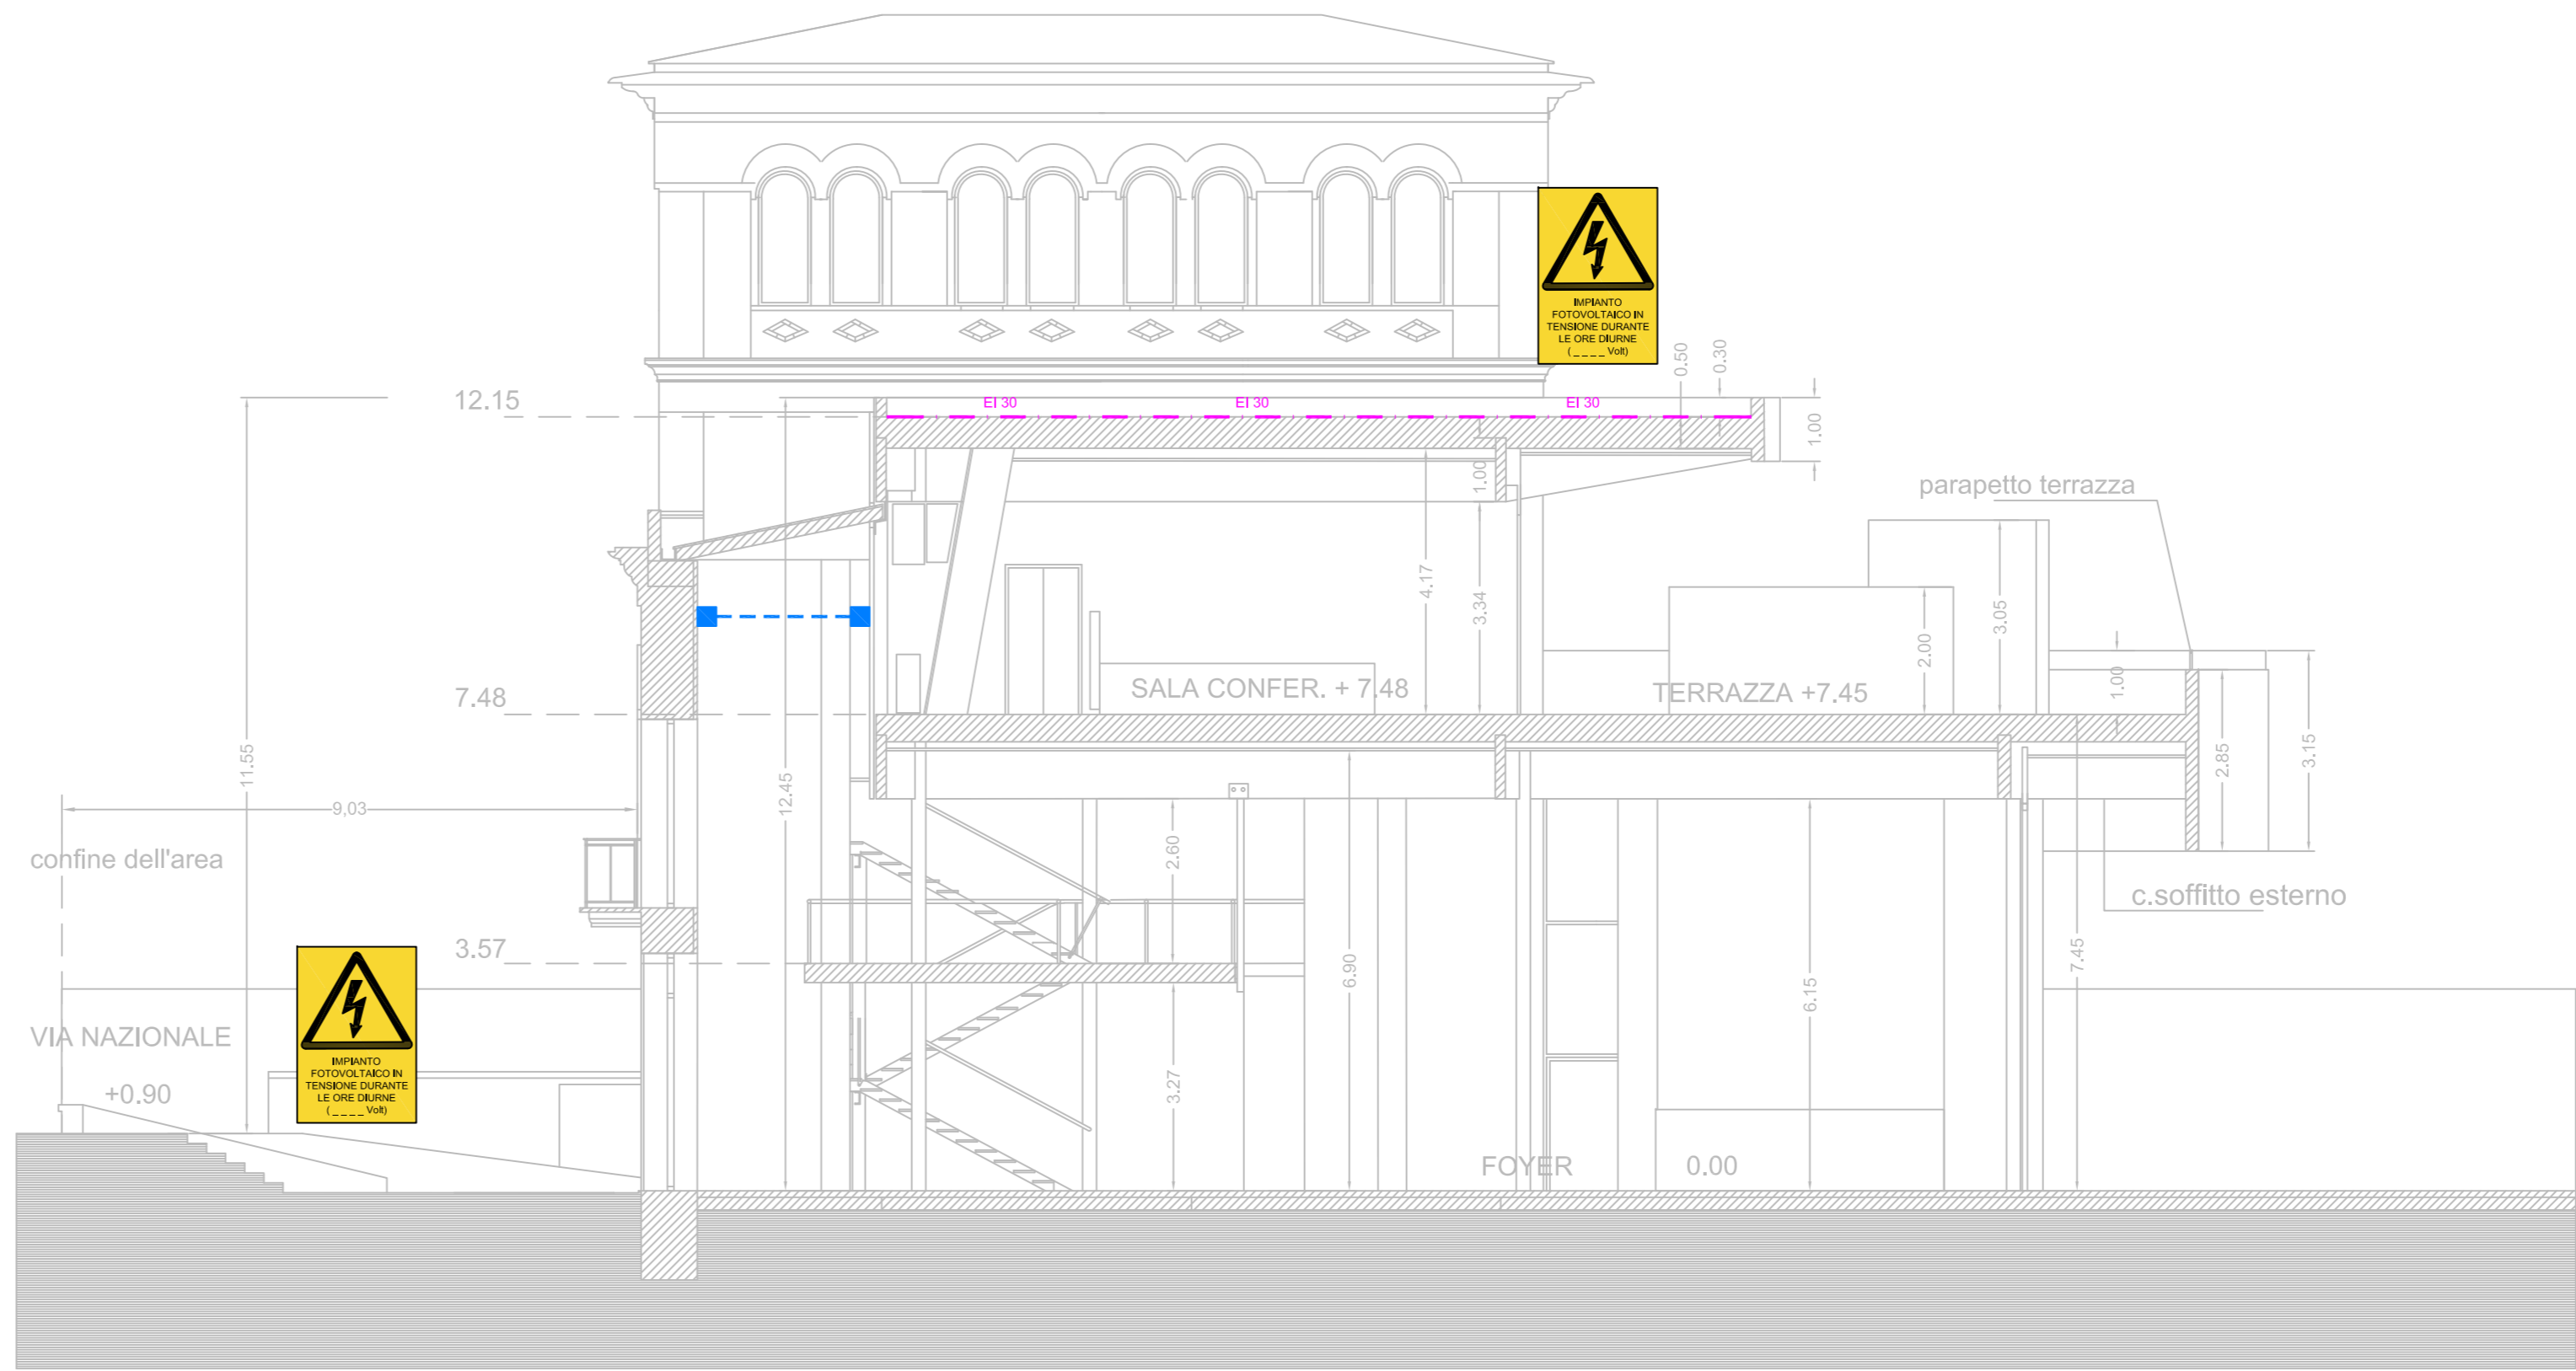 IMPIANTO
FOTOVOLTAICO IN
TENSIONE DURANTE
LE ORE DIURNE
( _ _ _ _ Volt)
0.50
0.30
12.15
EI 30
EI 30
EI 30
1.00
1.00
parapetto terrazza
4.17
3.34
3.05
2.00
1.00
7.48
SALA CONFER. + 7.48
TERRAZZA +7.45
11.55
12.45
2.85
3.15
9,03
confine dell'area
2.60
c.soffitto esterno
3.57
6.90
6.15
7.45
VIA NAZIONALE
+0.90
IMPIANTO
FOTOVOLTAICO IN
TENSIONE DURANTE
LE ORE DIURNE
( _ _ _ _ Volt)
3.27
FOYER
0.00